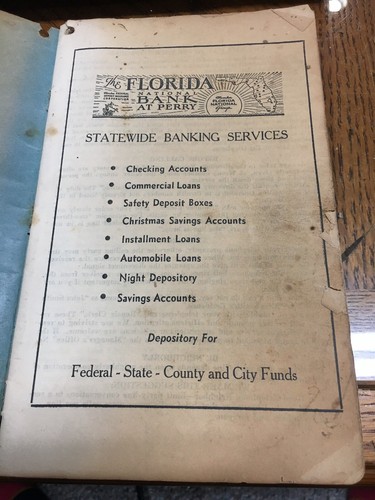 The FLORIDA
NATIONAL
BANK
AT PERRY
Member
FLORIDA
NATIONAL
Group
STATEWIDE BANKING SERVICES
• Checking Accounts
• Commercial Loans
• Safety Deposit Boxes
• Christmas Savings Accounts
• Installment Loans
• Automobile Loans
• Night Depository
• Savings Accounts
Depository For
Federal - State - County and City Funds